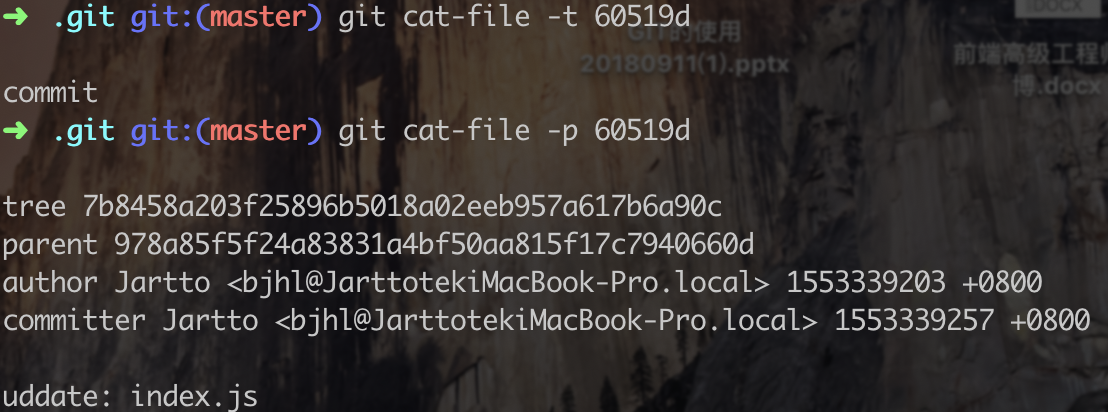 ➜ .git git:(master) git cat-file -t 60519d
GIT的使用
20180911(1).pptx
前端高级工程师
博.docx
commit
➜ .git git:(master) git cat-file -p 60519d
tree 7b8458a203f25896b5018a02eeb957a617b6a90c
parent 978a85f5f24a83831a4bf50aa815f17c7940660d
author Jartto <bjhl@JarttotekiMacBook-Pro.local> 1553339203 +0800
committer Jartto <bjhl@JarttotekiMacBook-Pro.local> 1553339257 +0800
uddate: index.js